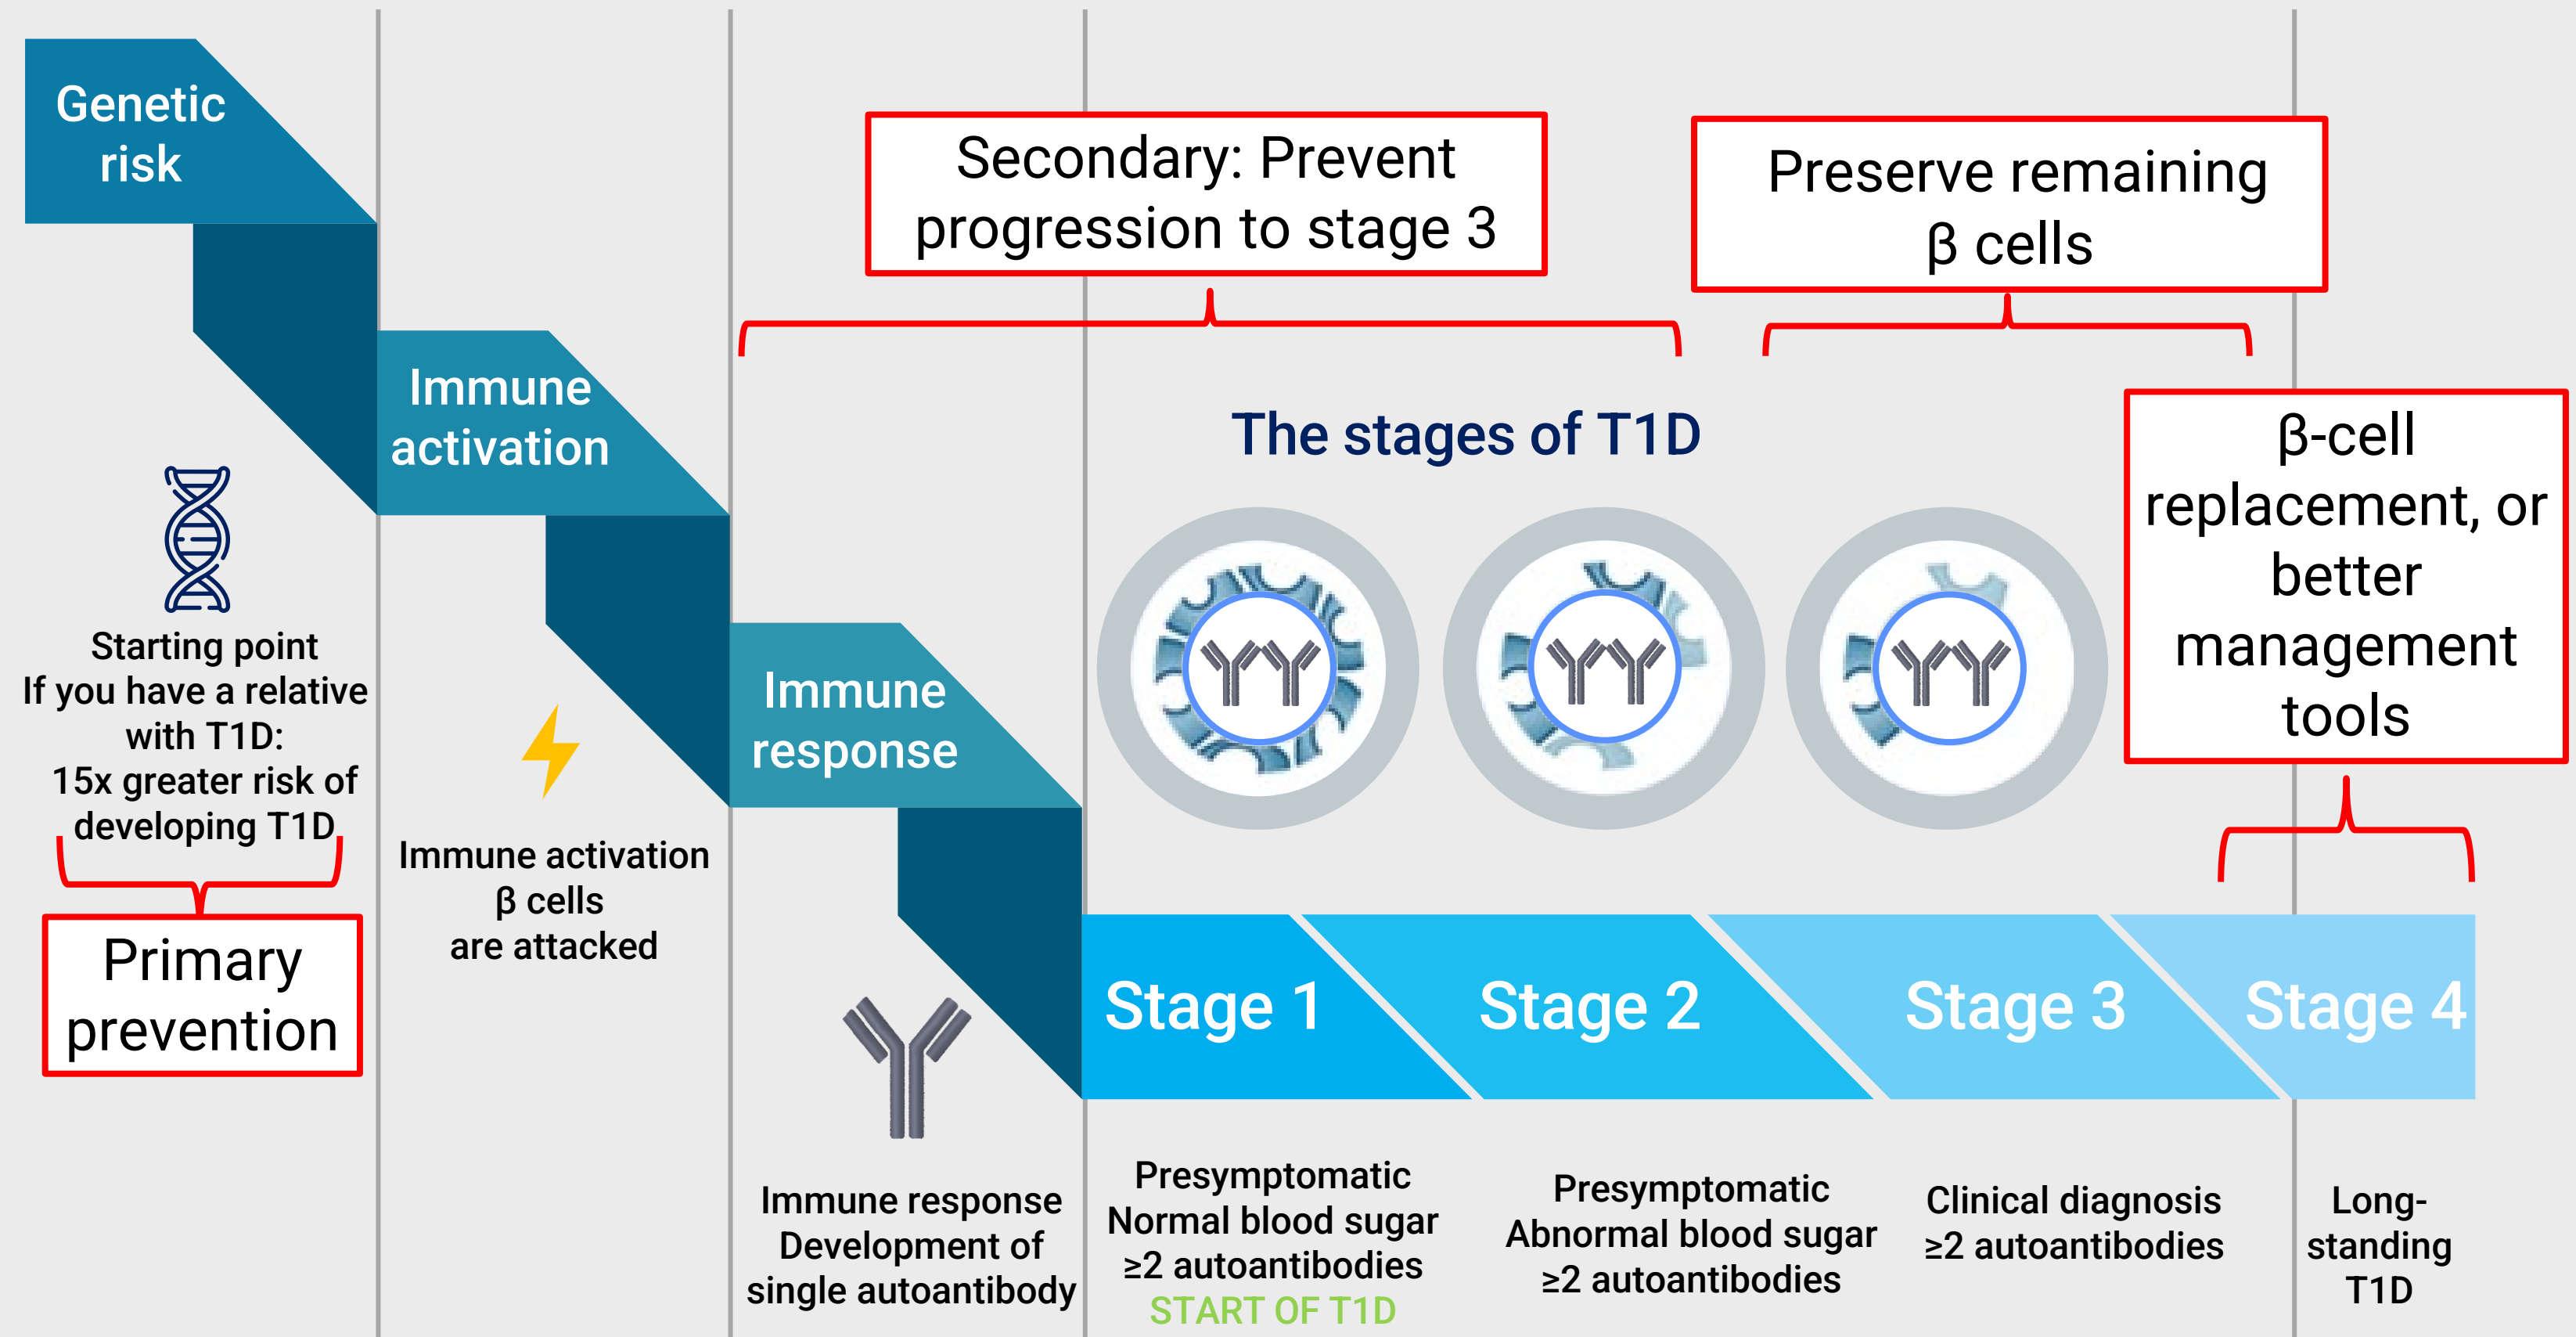 Genetic
risk
Starting point
If you have a relative
with T1D:
15x greater risk of
developing T1D
Primary
prevention
Immune
activation
Immune activation
β cells
are attacked
Immune
response
Immune response
Development of
single autoantibody
Secondary: Prevent
progression to stage 3
Preserve remaining
β cells
The stages of T1D
β-cell
replacement, or
better
management
tools
Stage 1
Stage 2
Stage 3
Stage 4
Presymptomatic
Normal blood sugar
≥2 autoantibodies
START OF T1D
Presymptomatic
Abnormal blood sugar
≥2 autoantibodies
Clinical diagnosis
≥2 autoantibodies
Long-
standing
T1D